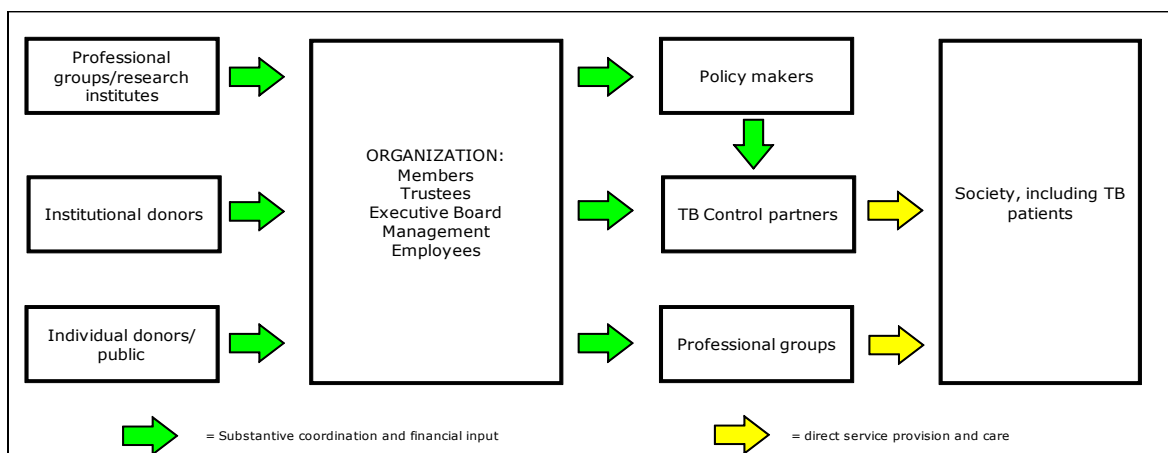 Professional
groups/research
institutes
Institutional donors
Individual donors/
public
ORGANIZATION:
Members
Trustees
Executive Board
Management
Employees
Policy makers
TB Control partners
Professional groups
Society, including TB
patients
= Substantive coordination and financial input
= direct service provision and care